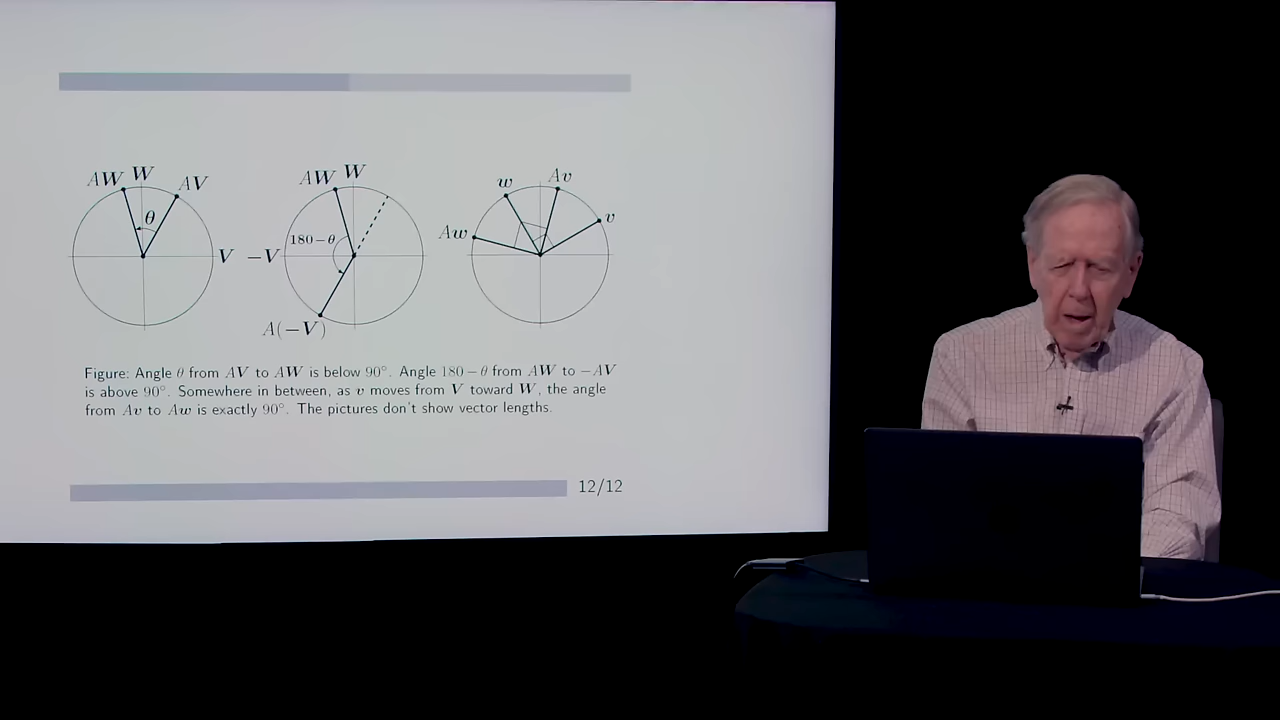 AW W AV
θ
V
AW W
180−θ
−V
A(−V)
w Av
v
Aw
Figure: Angle θ from AV to AW is below 90°. Angle 180−θ from AW to −AV
is above 90°. Somewhere in between, as v moves from V toward W, the angle
from Av to Aw is exactly 90°. The pictures don't show vector lengths.
12/12